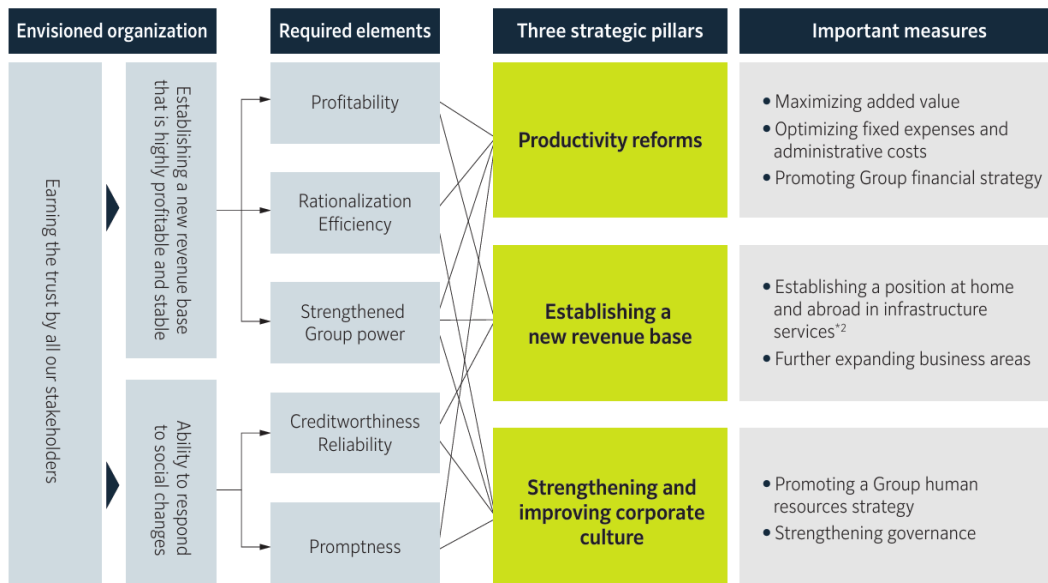 Envisioned organization
Required elements
Three strategic pillars
Important measures
Earning the trust by all our stakeholders
Establishing a new revenue base
that is highly profitable and stable
Ability to respond
to social changes
Profitability
Rationalization
Efficiency
Strengthened
Group power
Creditworthiness
Reliability
Promptness
Productivity reforms
Establishing a
new revenue base
Strengthening and
improving corporate
culture
• Maximizing added value
• Optimizing fixed expenses and
administrative costs
• Promoting Group financial strategy
• Establishing a position at home
and abroad in infrastructure
services*2
• Further expanding business areas
• Promoting a Group human
resources strategy
• Strengthening governance